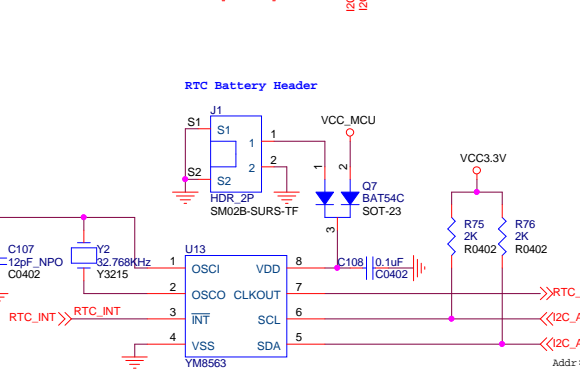 RTC Battery Header
J1
VCC_MCU
S1
S1
1
1
VCC3.3V
2
2
S2
S2
1
2
Q7
BAT54C
SOT-23
HDR_2P
SM02B-SURS-TF
3
R75
2K
R0402
R76
2K
R0402
C107
12pF_NPO
C0402
Y2
32.768KHz
Y3215
U13
C108
0.1uF
C0402
1
OSCI
VDD
8
2
OSCO
CLKOUT
7
RTC_
RTC_INT
RTC_INT
3
INT
SCL
6
I2C_A
4
VSS
SDA
5
I2C_A
YM8563
Addr: